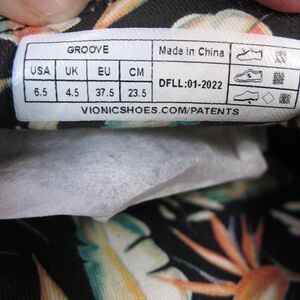 GROOVE
Made in China
USA UK EU CM
6.5 4.5 37.5 23.5
DFLL:01-2022
VIONICSHOES.COM/PATENTS